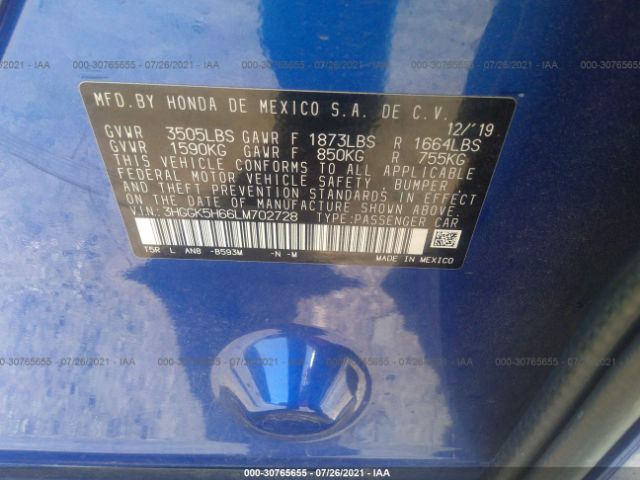 000-30765655 - 07/26/2021 - IAA
MFD.BY HONDA DE MEXICO S.A. DE C.V.
12/'19
GVWR 3505LBS GAWR F 1873LBS R 1664LBS
GVWR 1590KG GAWR F 850KG R 755KG
THIS VEHICLE CONFORMS TO ALL APPLICABLE
FEDERAL MOTOR VEHICLE SAFETY, BUMPER,
AND THEFT PREVENTION STANDARDS IN EFFECT
ON THE DATE OF MANUFACTURE SHOWN ABOVE.
VIN: 3HGGK5H66LM702728 TYPE:PASSENGER CAR
T5R L ANB -B593M -N -M MADE IN MEXICO
000-30765655 - 07/26/2021 - IAA
000-30765655 - 07/26/2021 - IAA